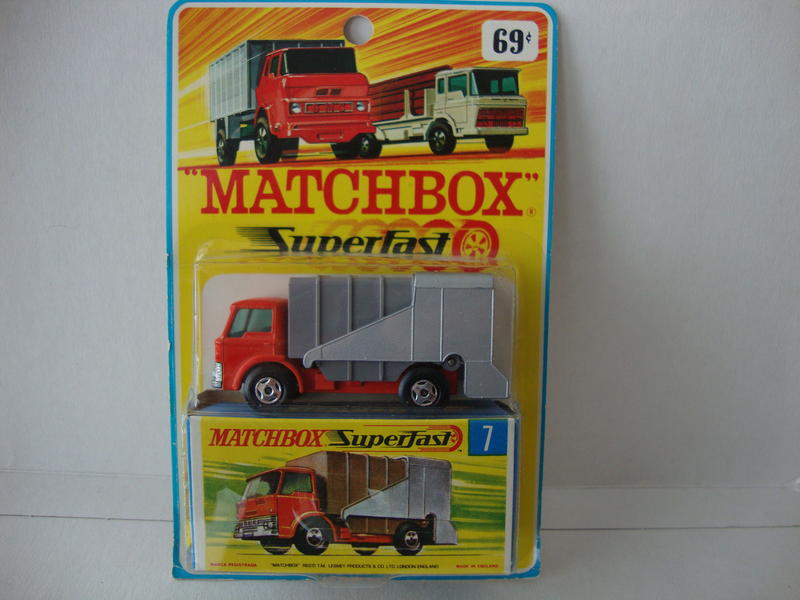 69¢
"MATCHBOX"®
Superfast
MATCHBOX Superfast ™ 7
MARCA REGISTRADA "MATCHBOX" REG'D T.M. LESNEY PRODUCTS & CO. LTD. LONDON ENGLAND MADE IN ENGLAND